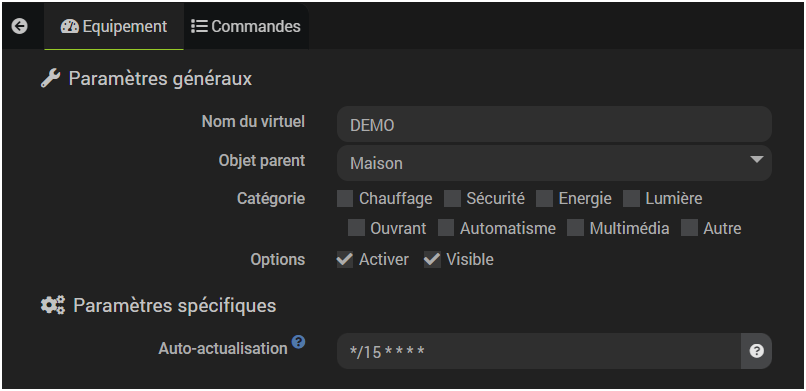 Equipement Commandes
Paramètres généraux
Nom du virtuel DEMO
Objet parent Maison
Catégorie Chauffage Sécurité Energie Lumière
Ouvrant Automatisme Multimédia Autre
Options Activer Visible
Paramètres spécifiques
Auto-actualisation ? */15 * * * * ?